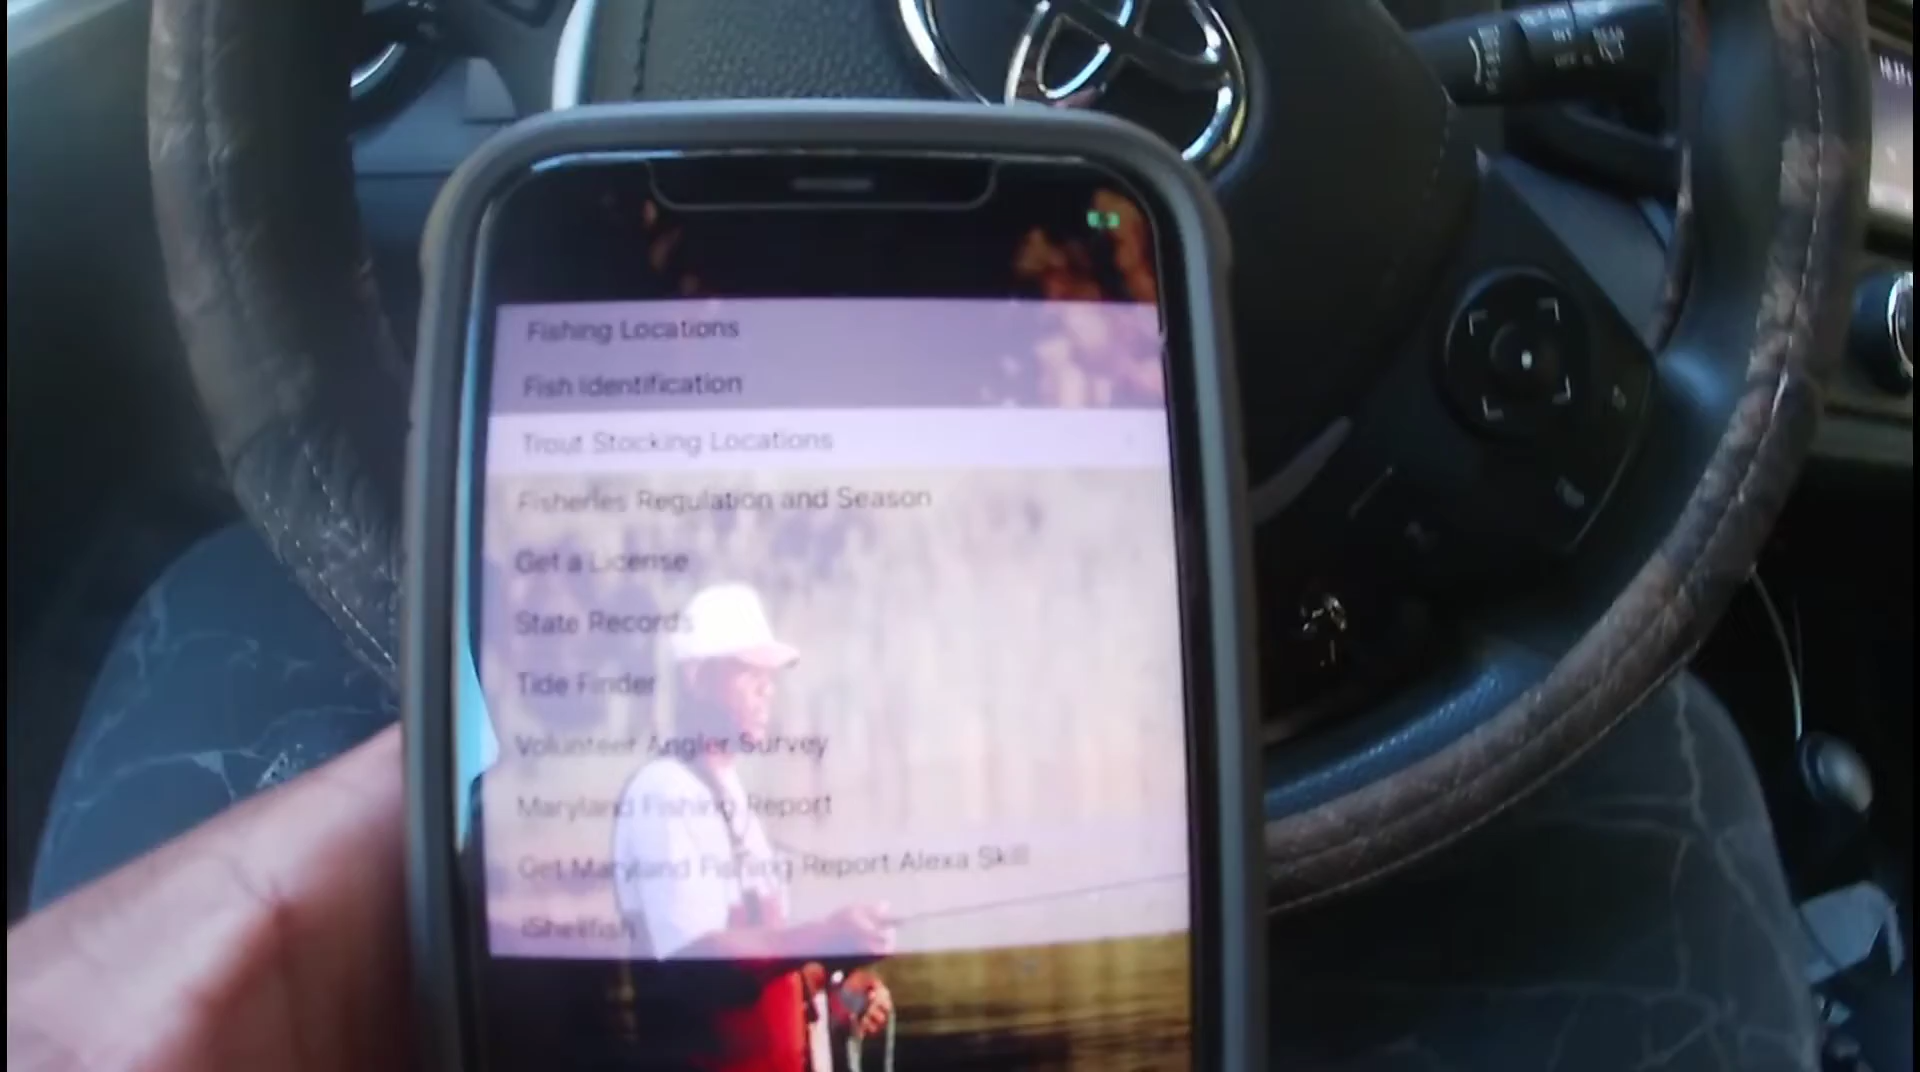 Fishing Locations
Fish Identification
Trout Stocking Locations
Fisheries Regulation and Season
Get a License
State Records
Tide Finder
Volunteer Angler Survey
Maryland Fishing Report
Get Maryland Fishing Report Alexa Skill
iShellfish